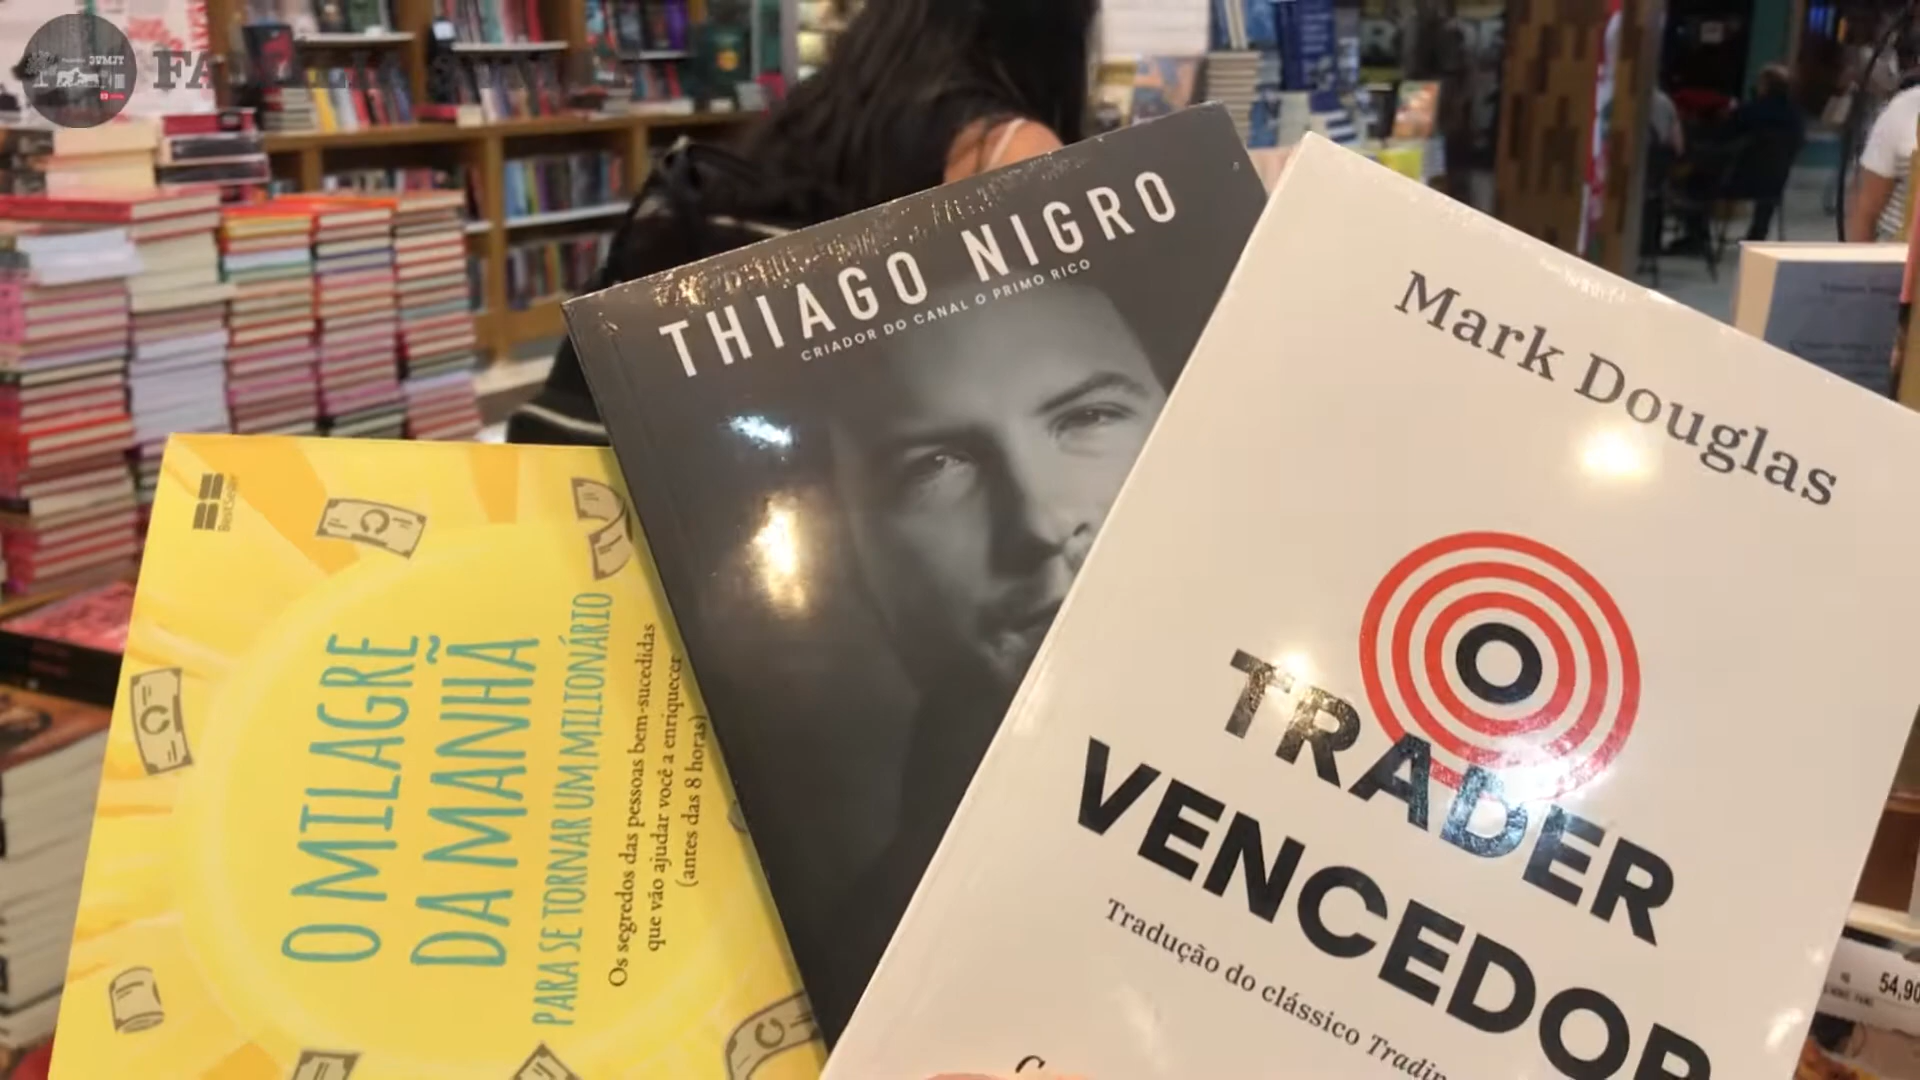 3VMJT
BestSeller
O MILAGRE
DA MANHÃ
PARA SE TORNAR UM MILIONÁRIO
Os segredos das pessoas bem-sucedidas
que vão ajudar você a enriquecer
(antes das 8 horas)
THIAGO NIGRO
CRIADOR DO CANAL O PRIMO RICO
Mark Douglas
O
TRADER
VENCEDOR
Tradução do clássico
54,90